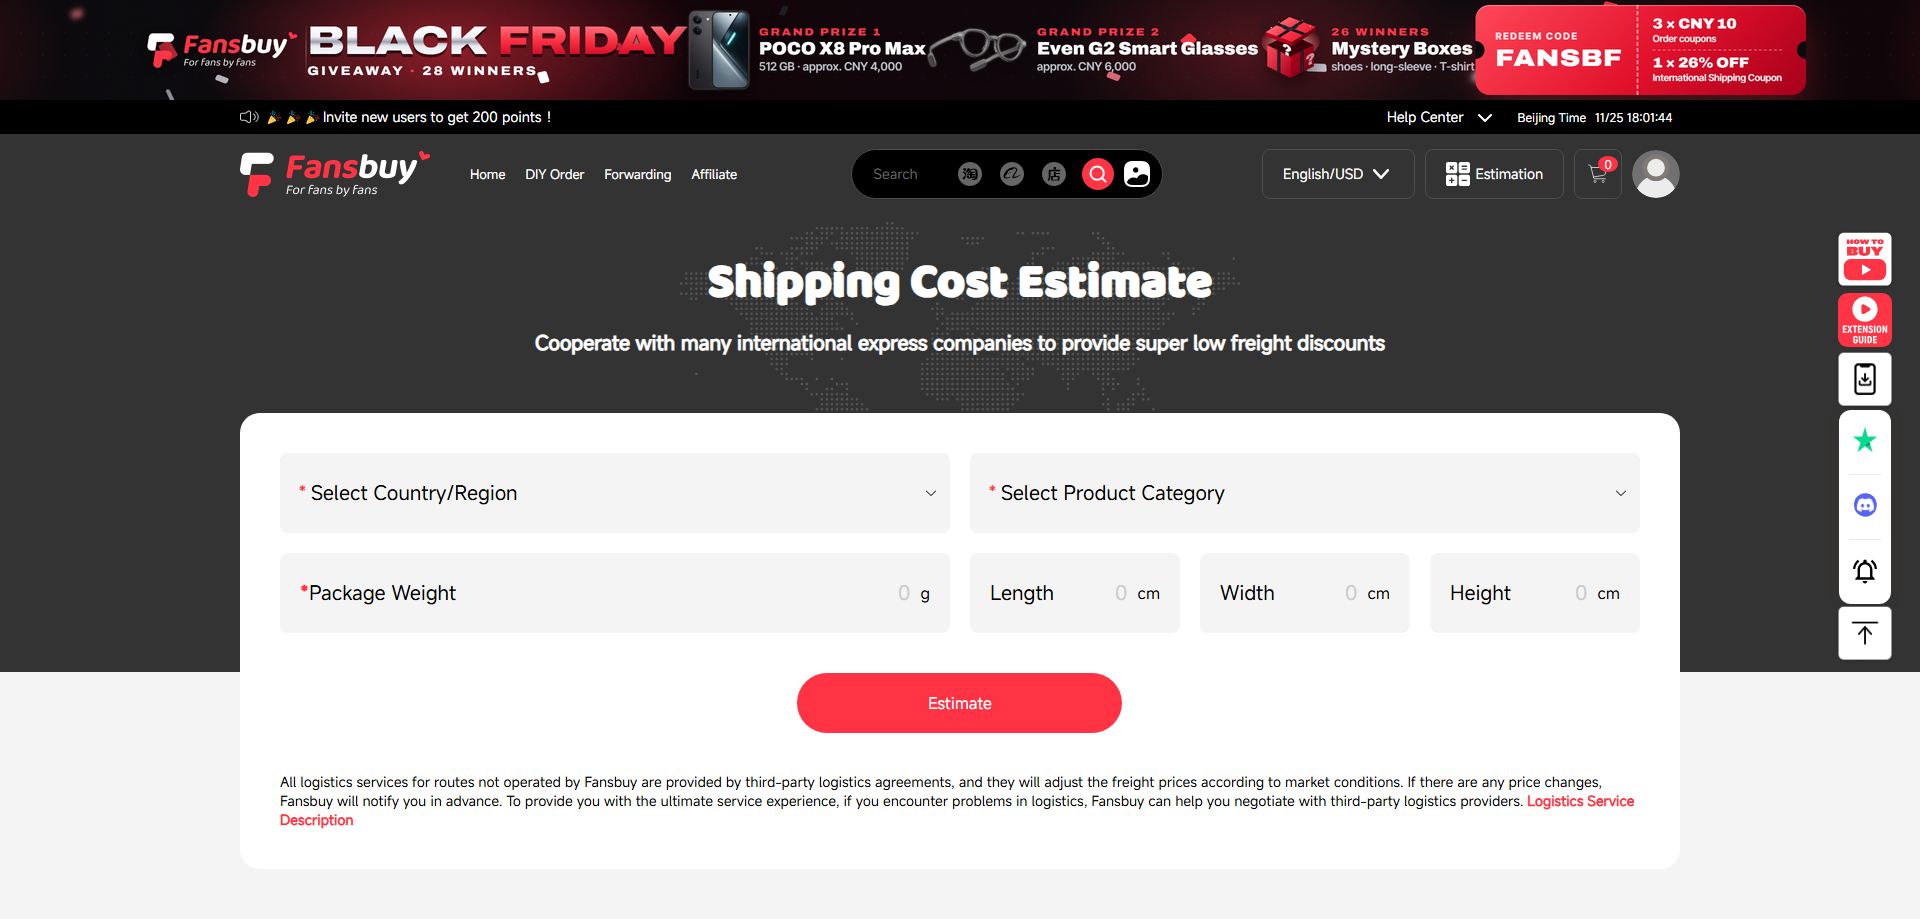 Fansbuy
For fans by fans
BLACK FRIDAY
GIVEAWAY · 28 WINNERS
GRAND PRIZE 1
POCO X8 Pro Max
512 GB · approx. CNY 4,000
GRAND PRIZE 2
Even G2 Smart Glasses
approx. CNY 6,000
26 WINNERS
Mystery Boxes
shoes · long-sleeve · T-shirt
REDEEM CODE
FANSBF
3 x CNY 10
Order coupons
1 × 26% OFF
International Shipping Coupon
Invite new users to get 200 points !
Help Center
Beijing Time 11/25 18:01:44
Fansbuy
For fans by fans
Home
DIY Order
Forwarding
Affiliate
Search
淘
店
English/USD
Estimation
0
HOW TO
BUY
EXTENSION
GUIDE
Shipping Cost Estimate
Cooperate with many international express companies to provide super low freight discounts
* Select Country/Region
* Select Product Category
*Package Weight 0 g
Length 0 cm
Width 0 cm
Height 0 cm
Estimate
All logistics services for routes not operated by Fansbuy are provided by third-party logistics agreements, and they will adjust the freight prices according to market conditions. If there are any price changes,
Fansbuy will notify you in advance. To provide you with the ultimate service experience, if you encounter problems in logistics, Fansbuy can help you negotiate with third-party logistics providers. Logistics Service
Description